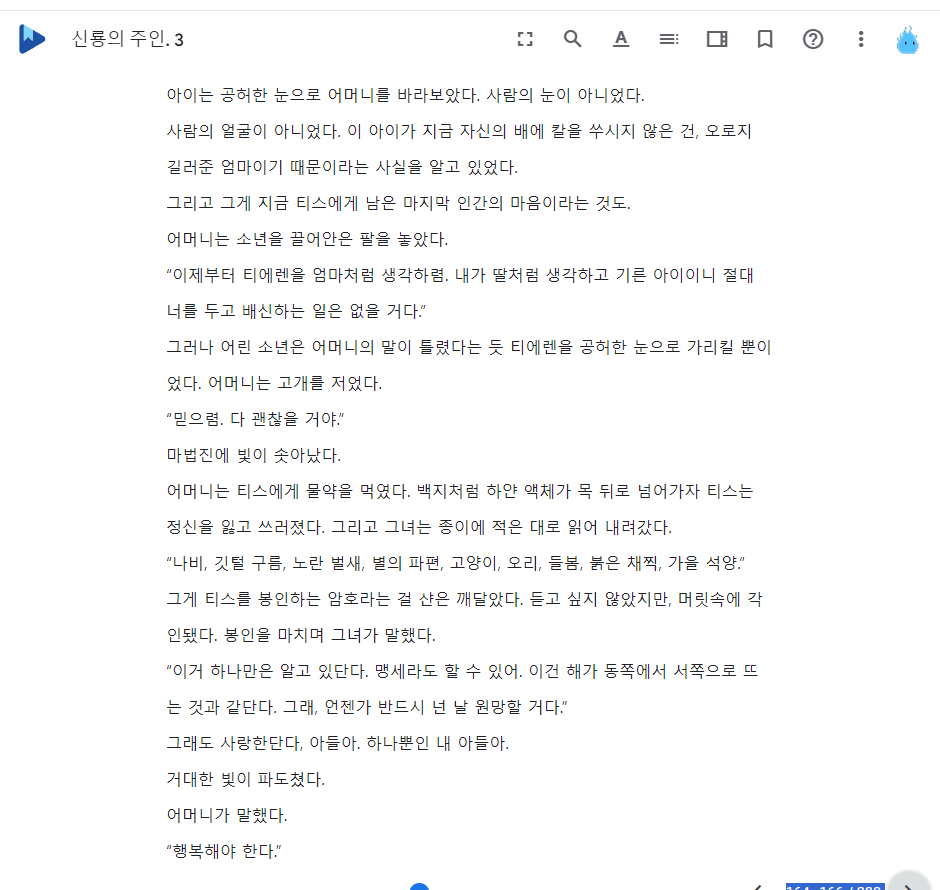 신룡의 주인. 3
아이는 공허한 눈으로 어머니를 바라보았다. 사람의 눈이 아니었다.
사람의 얼굴이 아니었다. 이 아이가 지금 자신의 배에 칼을 쑤시지 않은 건, 오로지
길러준 엄마이기 때문이라는 사실을 알고 있었다.
그리고 그게 지금 티스에게 남은 마지막 인간의 마음이라는 것도.
어머니는 소년을 끌어안은 팔을 놓았다.
“이제부터 티에렌을 엄마처럼 생각하렴. 내가 딸처럼 생각하고 기른 아이이니 절대
너를 두고 배신하는 일은 없을 거다.”
그러나 어린 소년은 어머니의 말이 틀렸다는 듯 티에렌을 공허한 눈으로 가리킬 뿐이
었다. 어머니는 고개를 저었다.
“믿으렴. 다 괜찮을 거야.”
마법진에 빛이 솟아났다.
어머니는 티스에게 물약을 먹였다. 백지처럼 하얀 액체가 목 뒤로 넘어가자 티스는
정신을 잃고 쓰러졌다. 그리고 그녀는 종이에 적은 대로 읽어 내려갔다.
“나비, 깃털 구름, 노란 벌새, 별의 파편, 고양이, 오리, 들봄, 붉은 채찍, 가을 석양.”
그게 티스를 봉인하는 암호라는 걸 샨은 깨달았다. 듣고 싶지 않았지만, 머릿속에 각
인됐다. 봉인을 마치며 그녀가 말했다.
“이거 하나만은 알고 있단다. 맹세라도 할 수 있어. 이건 해가 동쪽에서 서쪽으로 뜨
는 것과 같단다. 그래, 언젠가 반드시 넌 날 원망할 거다.”
그래도 사랑한단다, 아들아. 하나뿐인 내 아들아.
거대한 빛이 파도쳤다.
어머니가 말했다.
“행복해야 한다.”